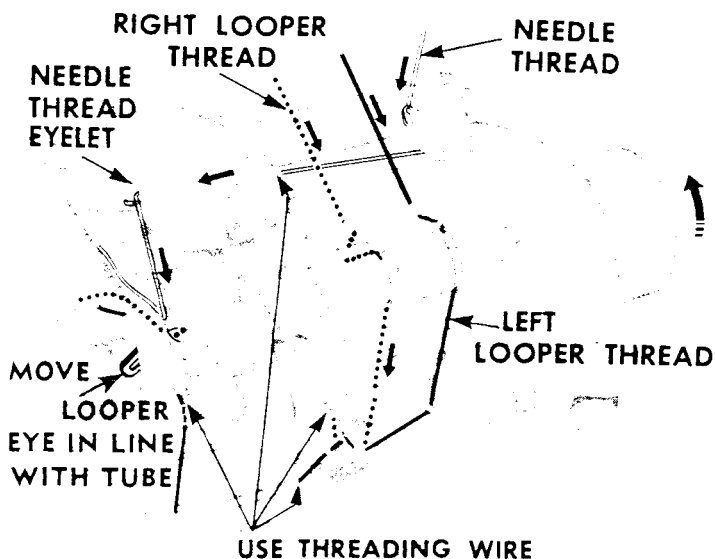 RIGHT LOOPER
THREAD
NEEDLE
THREAD
NEEDLE
THREAD
EYELET
LEFT
LOOPER THREAD
MOVE
LOOPER
EYE IN LINE
WITH TUBE
USE THREADING WIRE